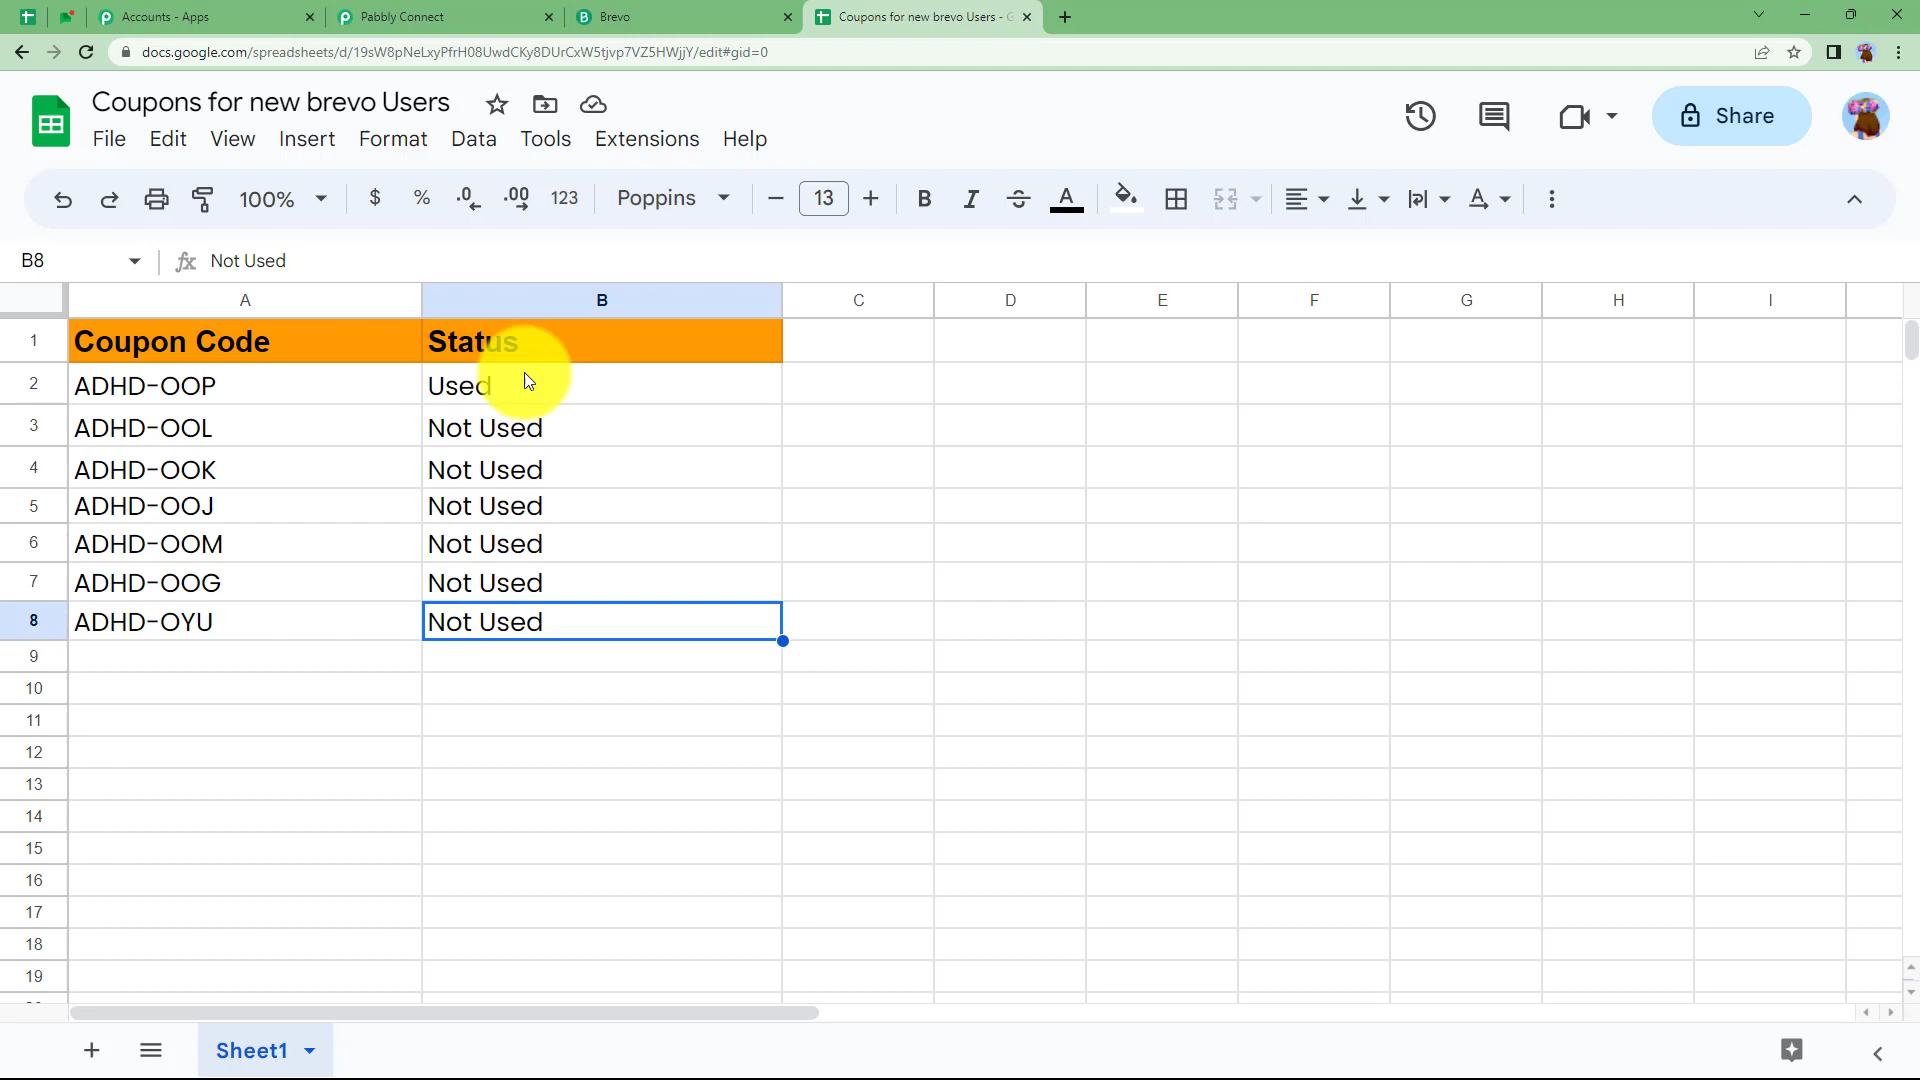 Accounts - Apps
Pabbly Connect
Brevo
Coupons for new brevo Users - G
docs.google.com/spreadsheets/d/19sW8pNeLxyPfrH08UwdCKy8DUrCxW5tjvp7VZ5HWjjY/edit#gid=0
Coupons for new brevo Users
File Edit View Insert Format Data Tools Extensions Help
Share
100% $ % .0 .00 123 Poppins 13 B I S A
B8 fx Not Used
A B C D E F G H I
1 Coupon Code Status
2 ADHD-OOP Used
3 ADHD-OOL Not Used
4 ADHD-OOK Not Used
5 ADHD-OOJ Not Used
6 ADHD-OOM Not Used
7 ADHD-OOG Not Used
8 ADHD-OYU Not Used
9
10
11
12
13
14
15
16
17
18
19
Sheet1